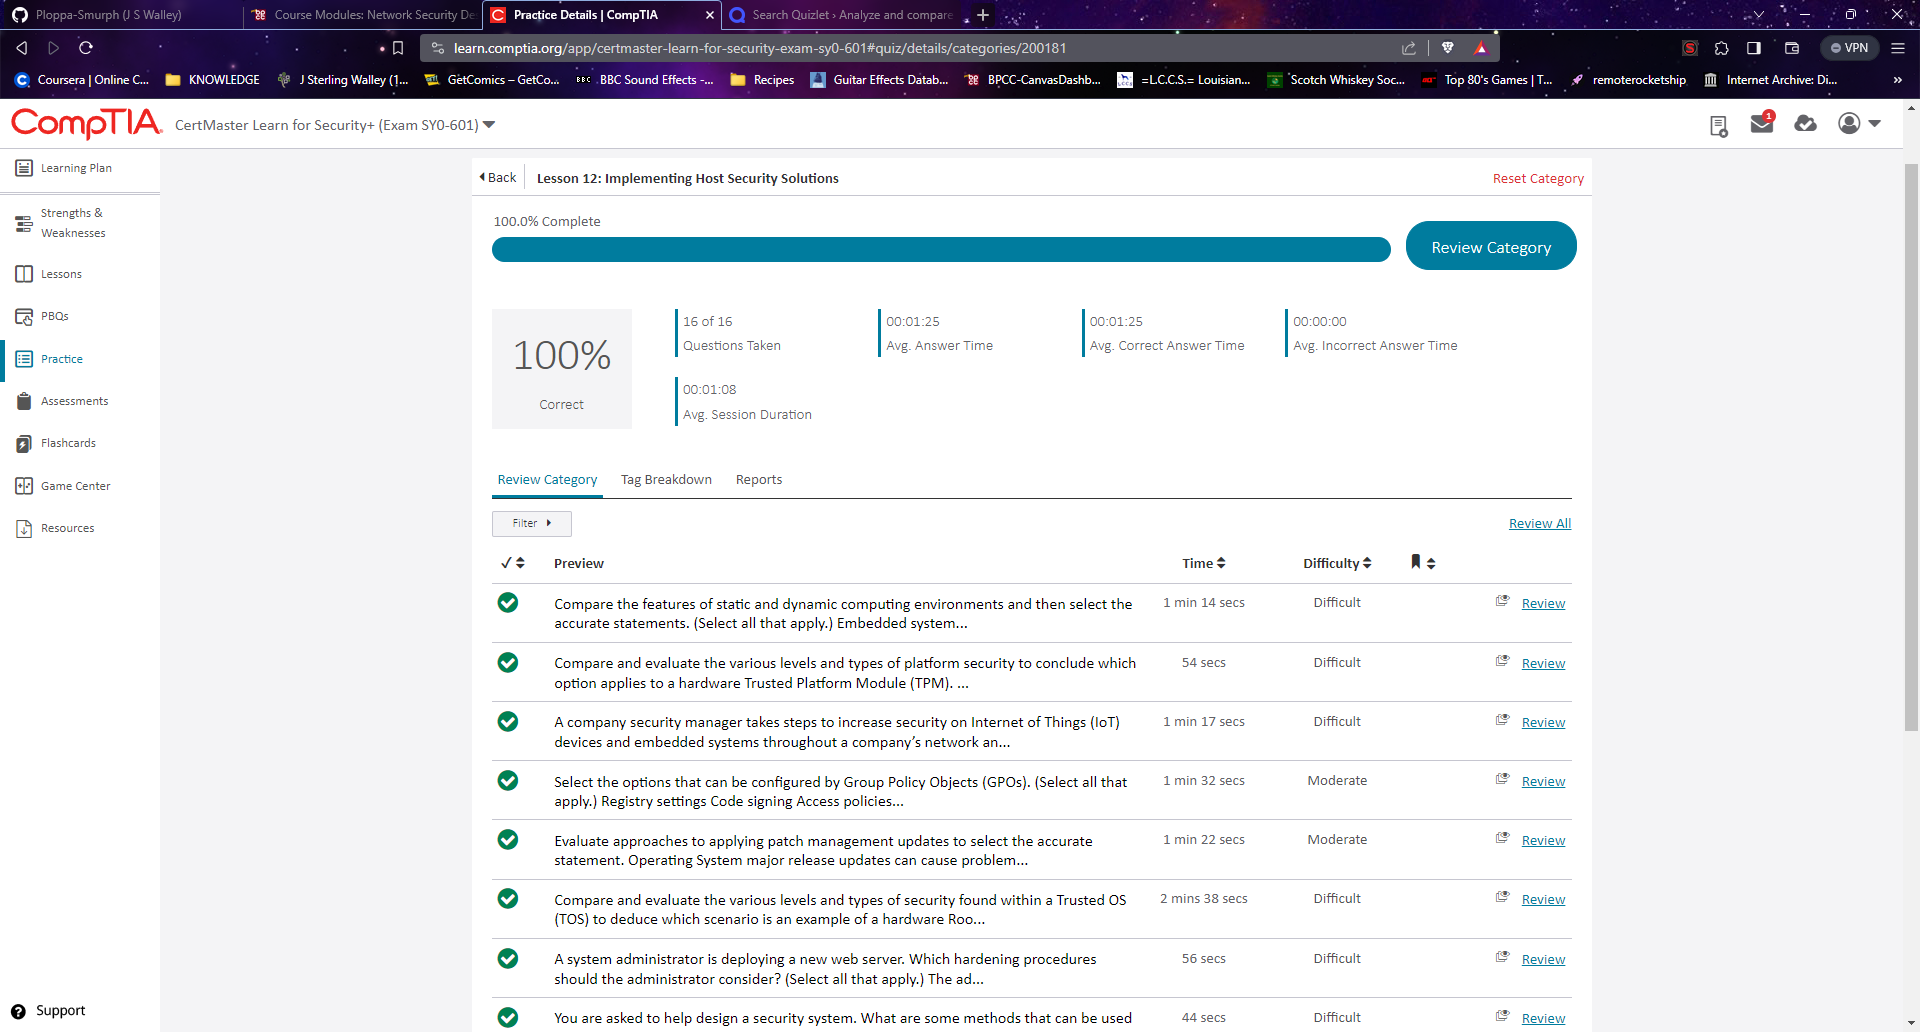 Ploppa-Smurph (J S Walley)
Course Modules: Network Security De
Practice Details | CompTIA
Search Quizlet › Analyze and compare
learn.comptia.org/app/certmaster-learn-for-security-exam-sy0-601#quiz/details/categories/200181
VPN
Coursera | Online C...
KNOWLEDGE
J Sterling Walley (1...
GetComics – GetCo...
BBC
BBC Sound Effects -...
Recipes
Guitar Effects Datab...
BPCC-CanvasDashb...
=L.C.C.S.= Louisian...
Scotch Whiskey Soc...
Top 80's Games | T...
remoterocketship
Internet Archive: Di...
»
CompTIA.
CertMaster Learn for Security+ (Exam SY0-601)
1
Learning Plan
Strengths &
Weaknesses
Lessons
PBQs
Practice
Assessments
Flashcards
Game Center
Resources
Support
Back
Lesson 12: Implementing Host Security Solutions
Reset Category
100.0% Complete
Review Category
100%
Correct
16 of 16
Questions Taken
00:01:25
Avg. Answer Time
00:01:25
Avg. Correct Answer Time
00:00:00
Avg. Incorrect Answer Time
00:01:08
Avg. Session Duration
Review Category
Tag Breakdown
Reports
Filter
Review All
Preview
Time
Difficulty
Compare the features of static and dynamic computing environments and then select the
accurate statements. (Select all that apply.) Embedded system...
1 min 14 secs
Difficult
Review
Compare and evaluate the various levels and types of platform security to conclude which
option applies to a hardware Trusted Platform Module (TPM). ...
54 secs
Difficult
Review
A company security manager takes steps to increase security on Internet of Things (IoT)
devices and embedded systems throughout a company's network an...
1 min 17 secs
Difficult
Review
Select the options that can be configured by Group Policy Objects (GPOs). (Select all that
apply.) Registry settings Code signing Access policies...
1 min 32 secs
Moderate
Review
Evaluate approaches to applying patch management updates to select the accurate
statement. Operating System major release updates can cause problem...
1 min 22 secs
Moderate
Review
Compare and evaluate the various levels and types of security found within a Trusted OS
(TOS) to deduce which scenario is an example of a hardware Roo...
2 mins 38 secs
Difficult
Review
A system administrator is deploying a new web server. Which hardening procedures
should the administrator consider? (Select all that apply.) The ad...
56 secs
Difficult
Review
You are asked to help design a security system. What are some methods that can be used
44 secs
Difficult
Review